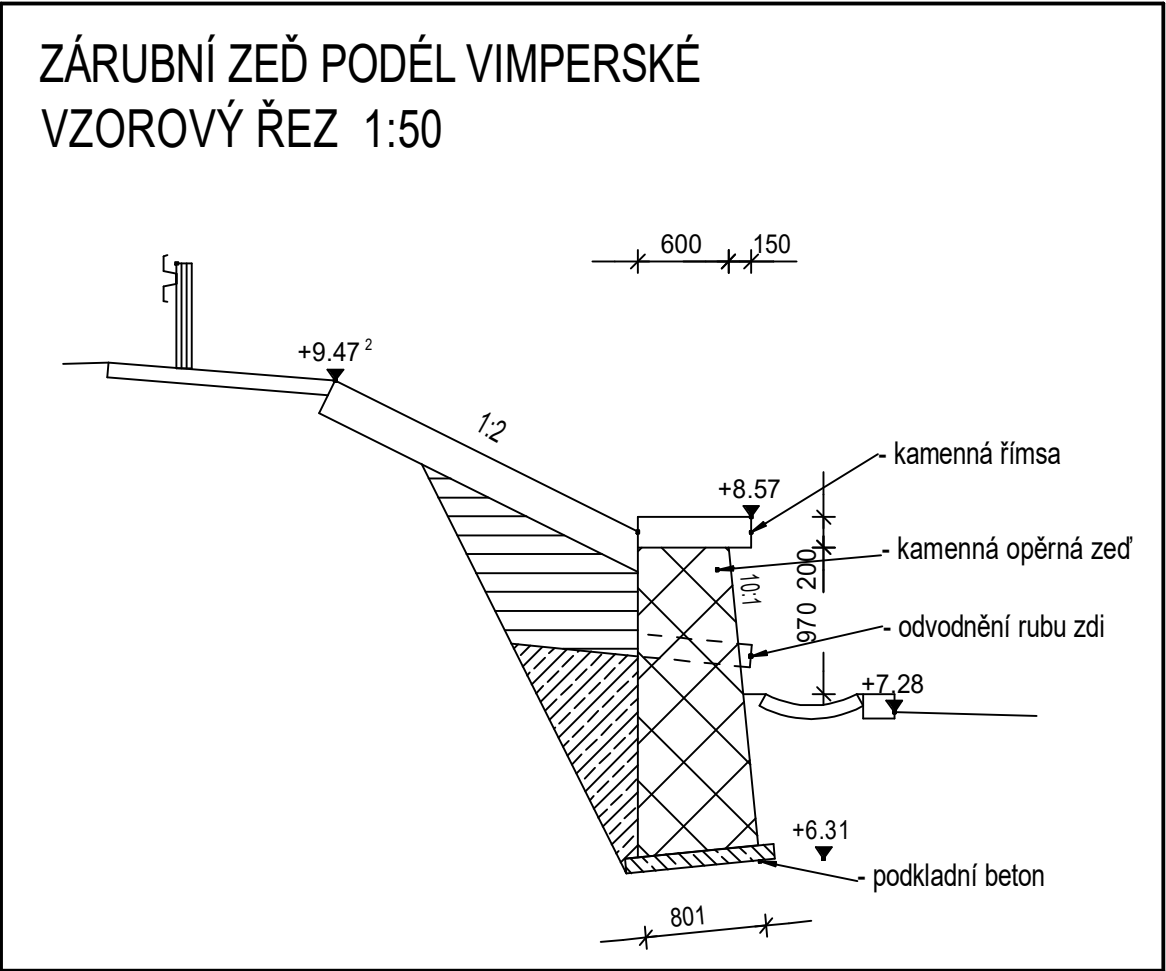 ZÁRUBNÍ ZEĎ PODÉL VIMPERSKÉ
VZOROVÝ ŘEZ 1:50
600 150
+9.47 2
1:2
- kamenná římsa
+8.57
- kamenná opěrná zeď
200
10:1
970
- odvodnění rubu zdi
+7.28
+6.31
- podkladní beton
801